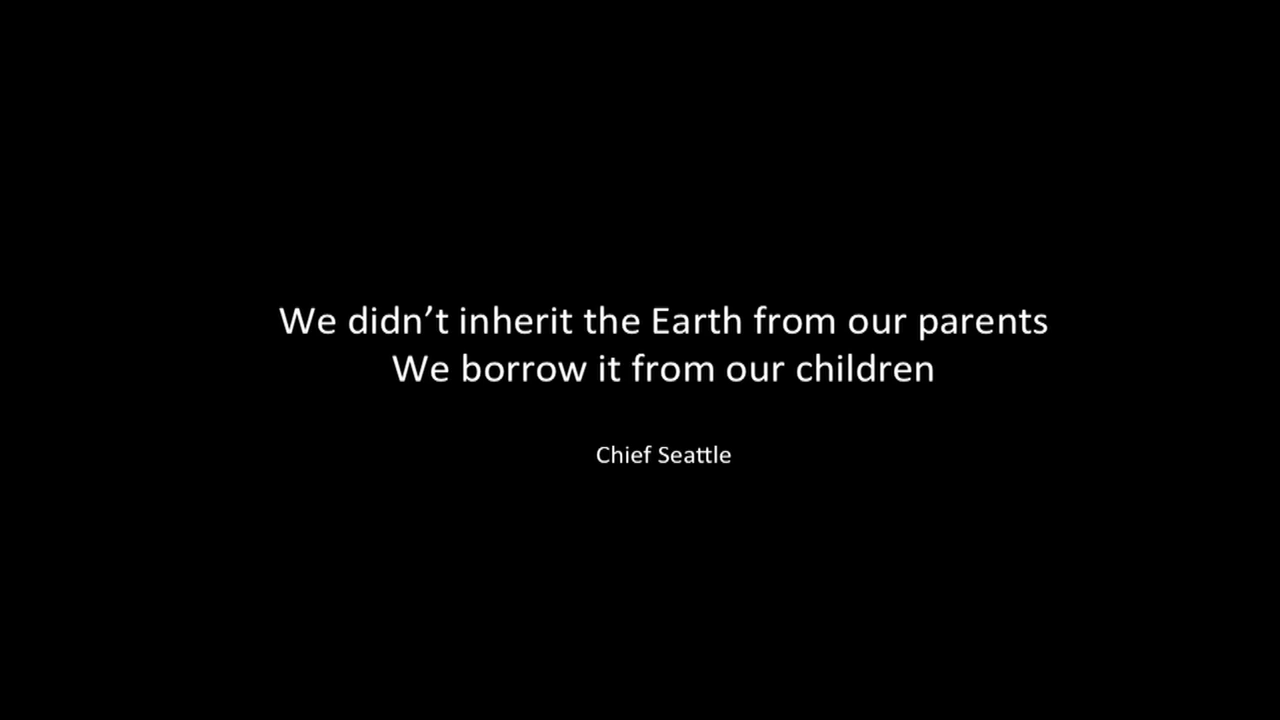 We didn’t inherit the Earth from our parents
We borrow it from our children
Chief Seattle